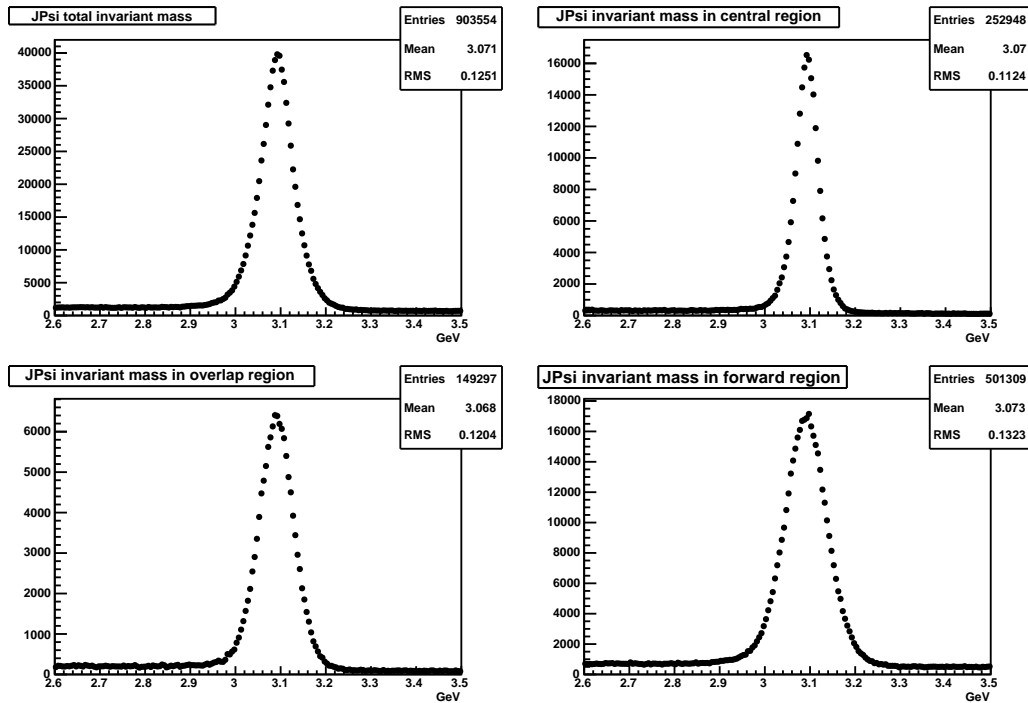 JPsi total invariant mass
Entries 903554
Mean 3.071
RMS 0.1251
40000
35000
30000
25000
20000
15000
10000
5000
0
2.6 2.7 2.8 2.9 3 3.1 3.2 3.3 3.4 3.5
GeV
JPsi invariant mass in central region
Entries 252948
Mean 3.07
RMS 0.1124
16000
14000
12000
10000
8000
6000
4000
2000
0
2.6 2.7 2.8 2.9 3 3.1 3.2 3.3 3.4 3.5
GeV
JPsi invariant mass in overlap region
Entries 149297
Mean 3.068
RMS 0.1204
6000
5000
4000
3000
2000
1000
0
2.6 2.7 2.8 2.9 3 3.1 3.2 3.3 3.4 3.5
GeV
JPsi invariant mass in forward region
Entries 501309
Mean 3.073
RMS 0.1323
18000
16000
14000
12000
10000
8000
6000
4000
2000
0
2.6 2.7 2.8 2.9 3 3.1 3.2 3.3 3.4 3.5
GeV